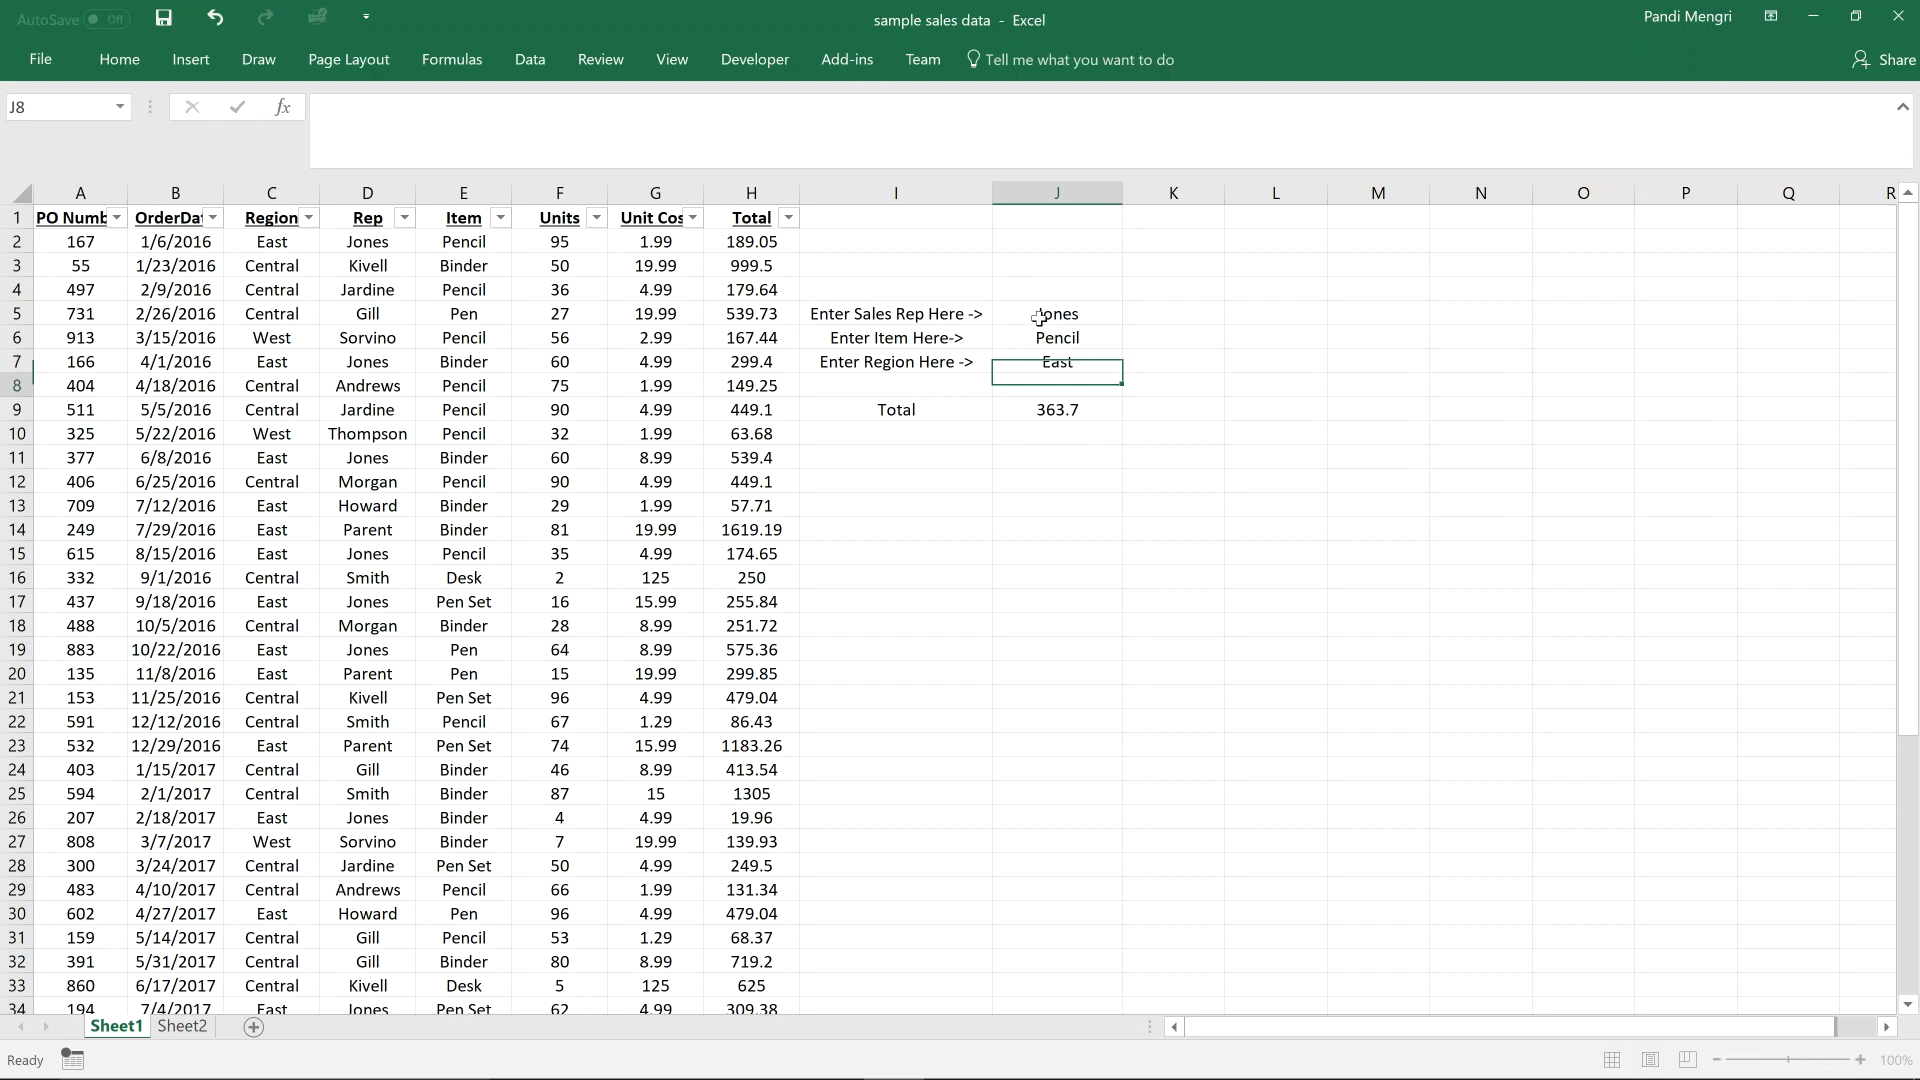 AutoSave Off
sample sales data - Excel
Pandi Mengri
File Home Insert Draw Page Layout Formulas Data Review View Developer Add-ins Team Tell me what you want to do Share
J8 fx
A B C D E F G H I J K L M N O P Q R
1 PO Numb OrderDat Region Rep Item Units Unit Cos Total
2 167 1/6/2016 East Jones Pencil 95 1.99 189.05
3 55 1/23/2016 Central Kivell Binder 50 19.99 999.5
4 497 2/9/2016 Central Jardine Pencil 36 4.99 179.64
5 731 2/26/2016 Central Gill Pen 27 19.99 539.73 Enter Sales Rep Here -> Jones
6 913 3/15/2016 West Sorvino Pencil 56 2.99 167.44 Enter Item Here-> Pencil
7 166 4/1/2016 East Jones Binder 60 4.99 299.4 Enter Region Here -> East
8 404 4/18/2016 Central Andrews Pencil 75 1.99 149.25
9 511 5/5/2016 Central Jardine Pencil 90 4.99 449.1 Total 363.7
10 325 5/22/2016 West Thompson Pencil 32 1.99 63.68
11 377 6/8/2016 East Jones Binder 60 8.99 539.4
12 406 6/25/2016 Central Morgan Pencil 90 4.99 449.1
13 709 7/12/2016 East Howard Binder 29 1.99 57.71
14 249 7/29/2016 East Parent Binder 81 19.99 1619.19
15 615 8/15/2016 East Jones Pencil 35 4.99 174.65
16 332 9/1/2016 Central Smith Desk 2 125 250
17 437 9/18/2016 East Jones Pen Set 16 15.99 255.84
18 488 10/5/2016 Central Morgan Binder 28 8.99 251.72
19 883 10/22/2016 East Jones Pen 64 8.99 575.36
20 135 11/8/2016 East Parent Pen 15 19.99 299.85
21 153 11/25/2016 Central Kivell Pen Set 96 4.99 479.04
22 591 12/12/2016 Central Smith Pencil 67 1.29 86.43
23 532 12/29/2016 East Parent Pen Set 74 15.99 1183.26
24 403 1/15/2017 Central Gill Binder 46 8.99 413.54
25 594 2/1/2017 Central Smith Binder 87 15 1305
26 207 2/18/2017 East Jones Binder 4 4.99 19.96
27 808 3/7/2017 West Sorvino Binder 7 19.99 139.93
28 300 3/24/2017 Central Jardine Pen Set 50 4.99 249.5
29 483 4/10/2017 Central Andrews Pencil 66 1.99 131.34
30 602 4/27/2017 East Howard Pen 96 4.99 479.04
31 159 5/14/2017 Central Gill Pencil 53 1.29 68.37
32 391 5/31/2017 Central Gill Binder 80 8.99 719.2
33 860 6/17/2017 Central Kivell Desk 5 125 625
34 194 7/4/2017 East Jones Pen Set 62 4.99 309.38
Sheet1 Sheet2
Ready 100%